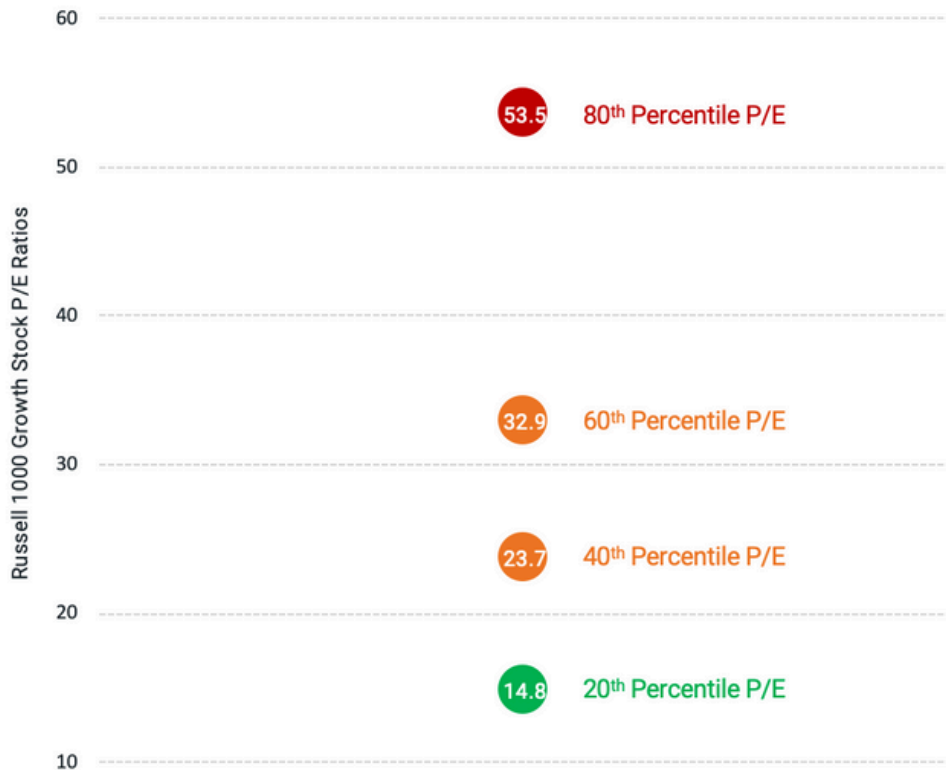 Russell 1000 Growth Stock P/E Ratios
60
53.5 80th Percentile P/E
50
40
32.9 60th Percentile P/E
30
23.7 40th Percentile P/E
20
14.8 20th Percentile P/E
10